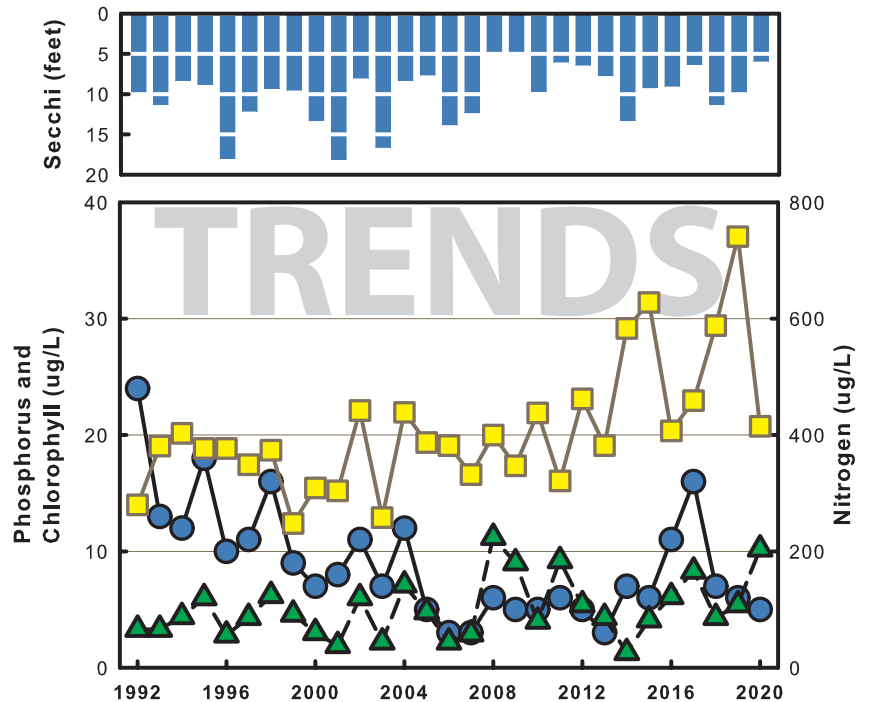 Secchi (feet)
0
5
10
15
20
TRENDS
Phosphorus and
Chlorophyll (ug/L)
40
30
20
10
0
800
600
400
200
0
Nitrogen (ug/L)
1992 1996 2000 2004 2008 2012 2016 2020